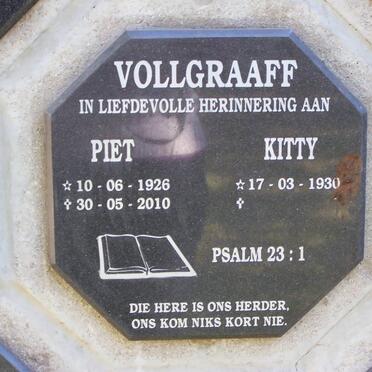 VOLLGRAAFF
IN LIEFDEVOLLE HERINNERING AAN
PIET KITTY
☆ 10 - 06 - 1926 ☆ 17 - 03 - 1930
✝ 30 - 05 - 2010 ✝
PSALM 23 : 1
DIE HERE IS ONS HERDER,
ONS KOM NIKS KORT NIE.